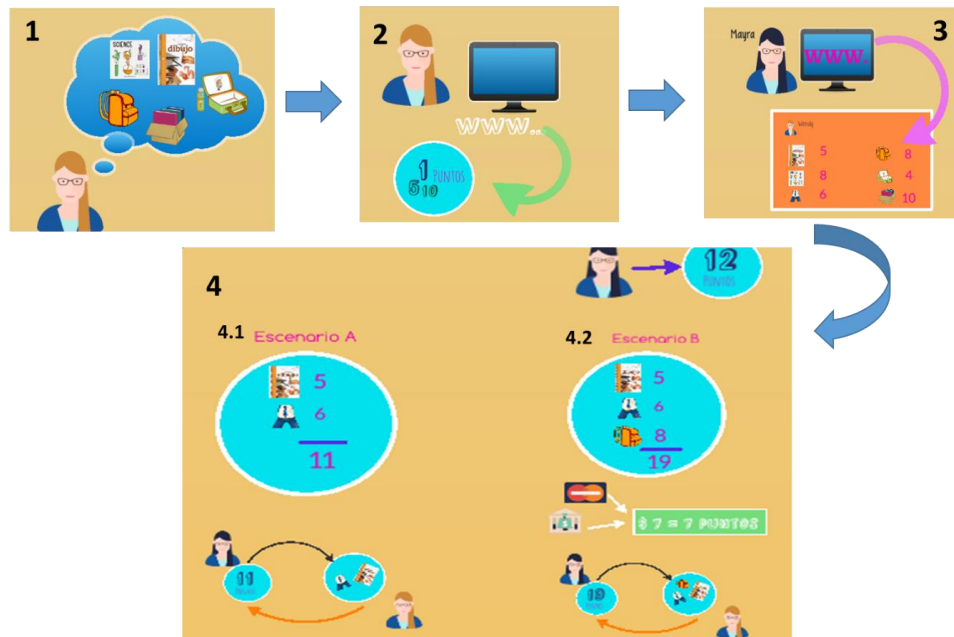 1
SCIENCE
dibujo
2
WWW...
1 PUNTOS
5 10
3
Mayra
WWW.
Wendy
5
8
8
4
6
10
4
12
PUNTOS
4.1 Escenario A
5
6
11
4.2 Escenario B
5
6
8
19
$ 7 = 7 PUNTOS
11
19